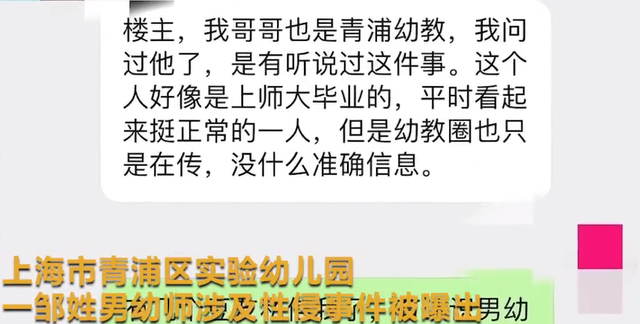 楼主，我哥哥也是青浦幼教，我问
过他了，是有听说过这件事。这个
人好像是上师大毕业的，平时看起
来挺正常的一人，但是幼教圈也只
是在传，没什么准确信息。
上海市青浦区实验幼儿园
一邹姓男幼师涉及性侵事件被曝出
男幼